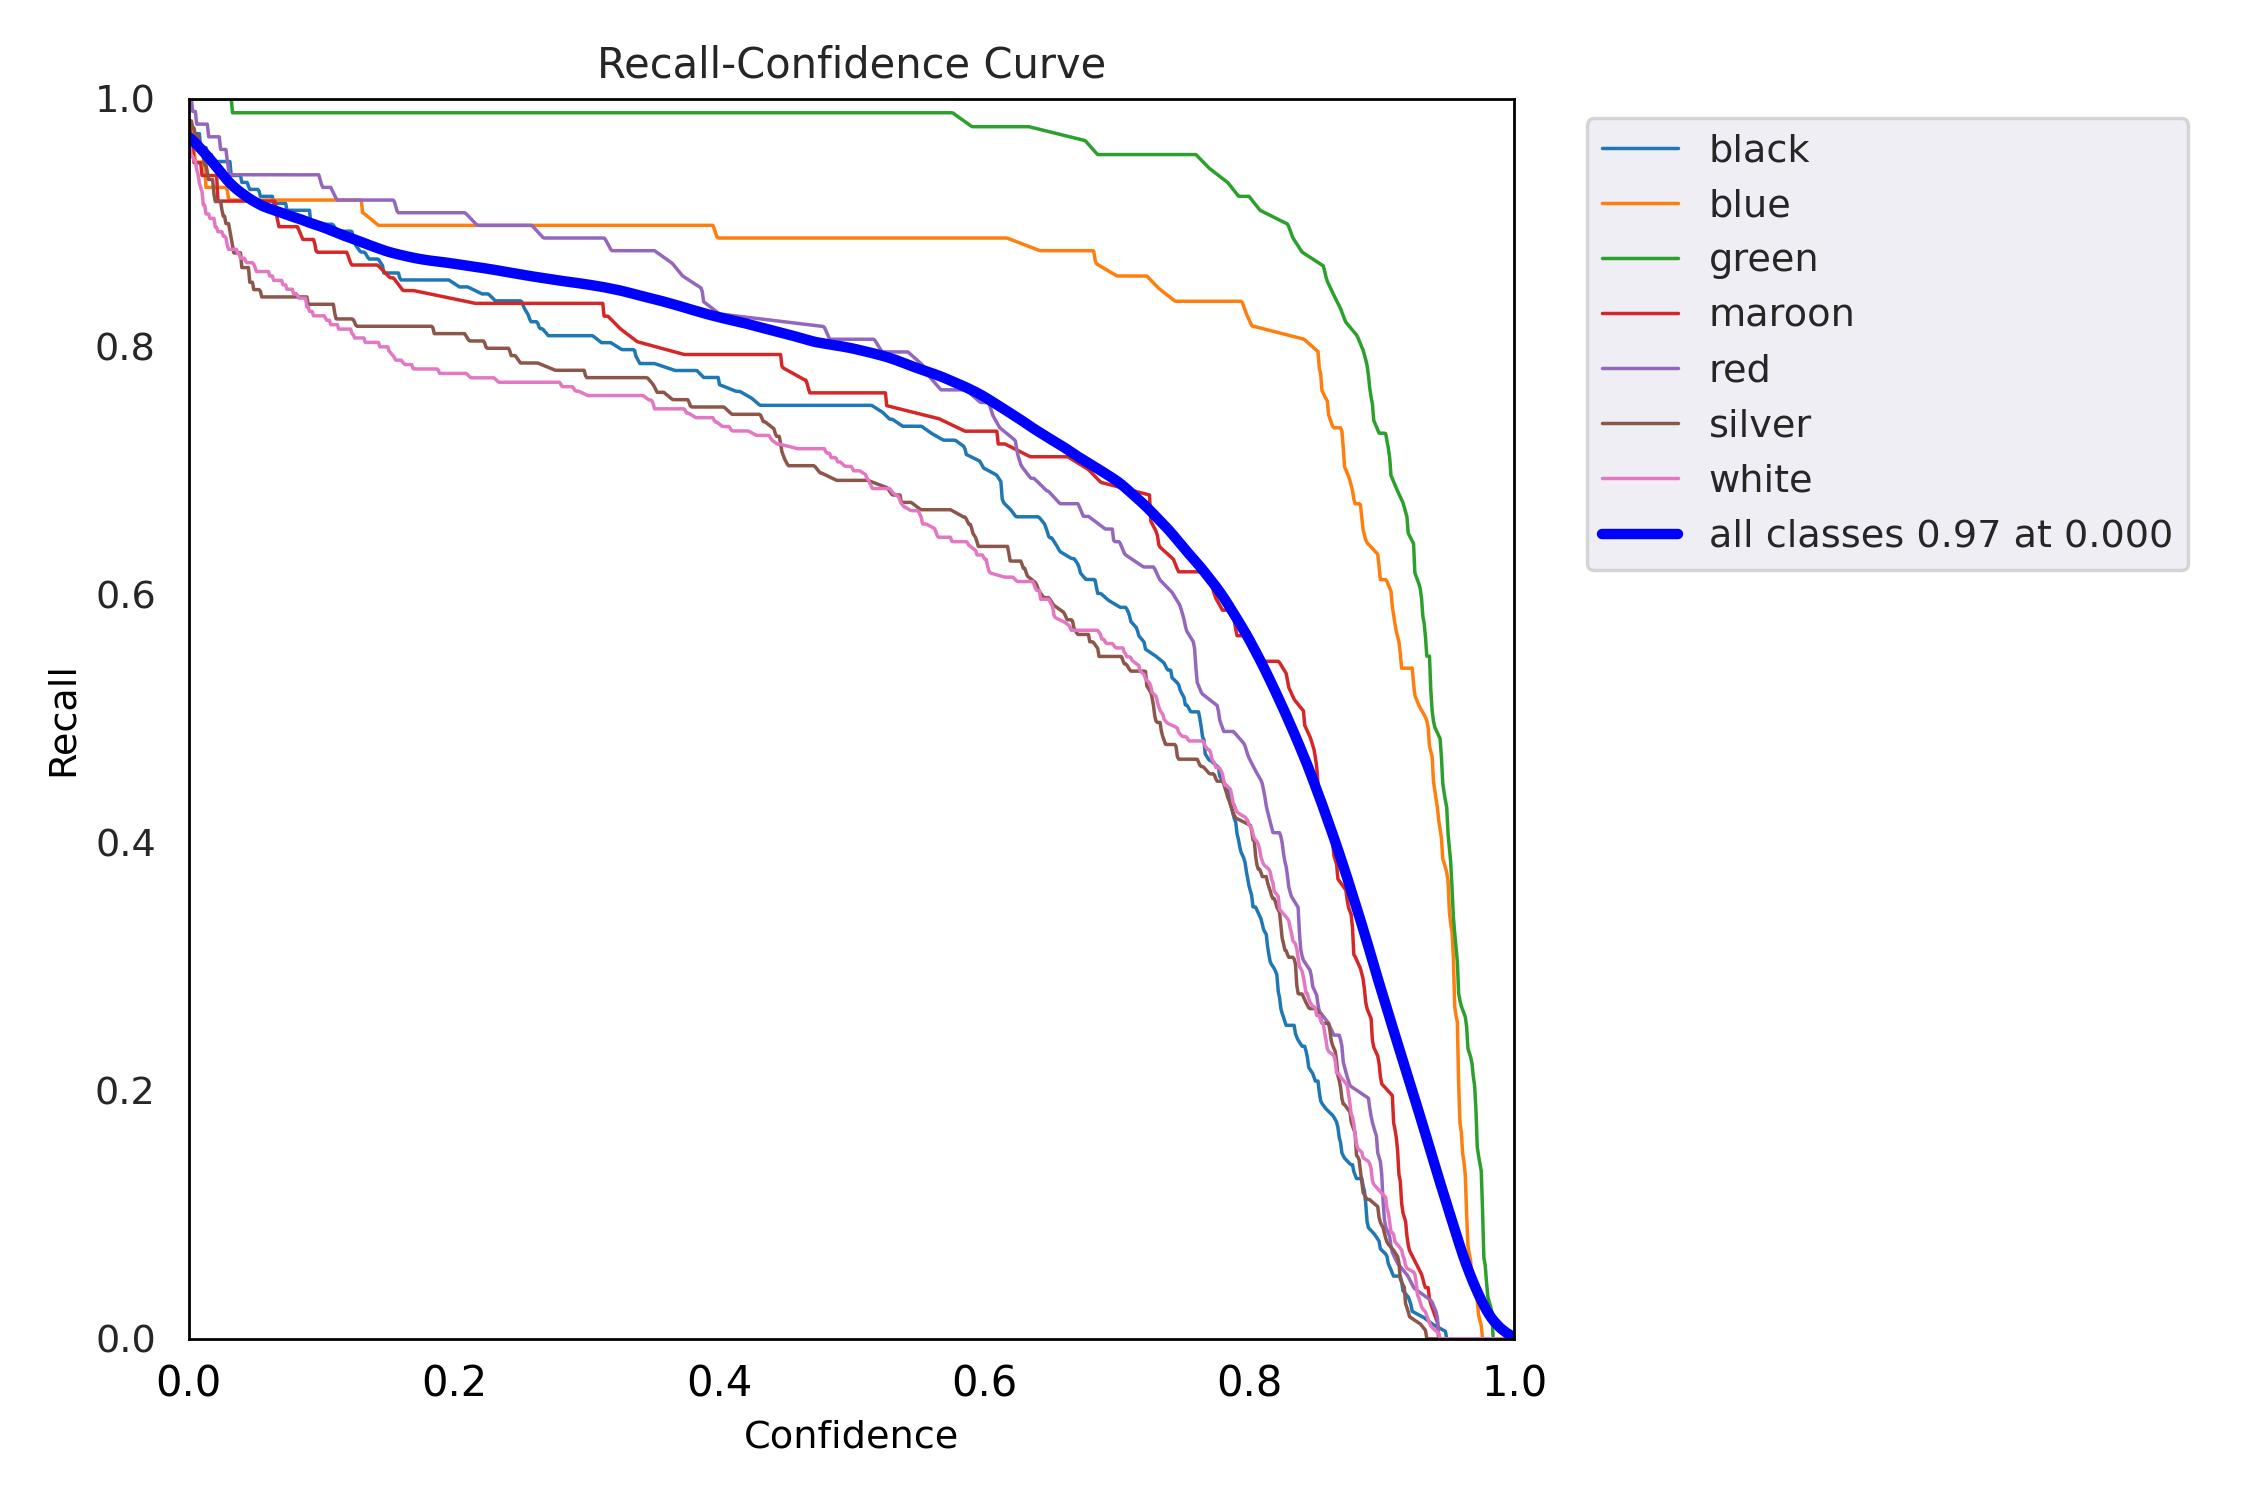 Recall-Confidence Curve
1.0
0.8
0.6
0.4
0.2
0.0
Recall
0.0 0.2 0.4 0.6 0.8 1.0
Confidence
black
blue
green
maroon
red
silver
white
all classes 0.97 at 0.000